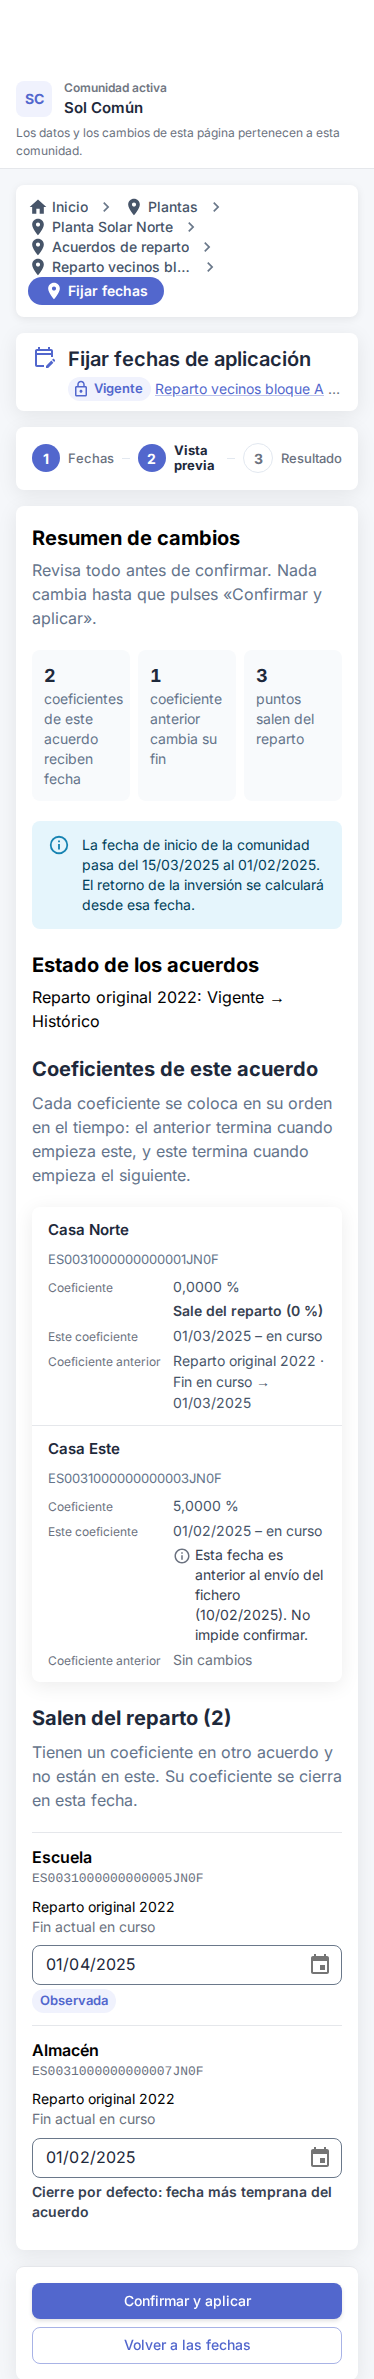 SC
Comunidad activa
Sol Común
Los datos y los cambios de esta página pertenecen a esta
comunidad.
Inicio
Plantas
Planta Solar Norte
Acuerdos de reparto
Reparto vecinos bl...
Fijar fechas
Fijar fechas de aplicación
Vigente Reparto vecinos bloque A ...
1 Fechas 2 Vista previa 3 Resultado
Resumen de cambios
Revisa todo antes de confirmar. Nada
cambia hasta que pulses «Confirmar y
aplicar».
2
coeficientes
de este
acuerdo
reciben
fecha
1
coeficiente
anterior
cambia su
fin
3
puntos
salen del
reparto
La fecha de inicio de la comunidad
pasa del 15/03/2025 al 01/02/2025.
El retorno de la inversión se calculará
desde esa fecha.
Estado de los acuerdos
Reparto original 2022: Vigente →
Histórico
Coeficientes de este acuerdo
Cada coeficiente se coloca en su orden
en el tiempo: el anterior termina cuando
empieza este, y este termina cuando
empieza el siguiente.
Casa Norte
ES0031000000000001JN0F
Coeficiente 0,0000 %
Sale del reparto (0 %)
Este coeficiente 01/03/2025 – en curso
Coeficiente anterior Reparto original 2022 ·
Fin en curso →
01/03/2025
Casa Este
ES0031000000000003JN0F
Coeficiente 5,0000 %
Este coeficiente 01/02/2025 – en curso
Esta fecha es
anterior al envío del
fichero
(10/02/2025). No
impide confirmar.
Coeficiente anterior Sin cambios
Salen del reparto (2)
Tienen un coeficiente en otro acuerdo y
no están en este. Su coeficiente se cierra
en esta fecha.
Escuela
ES0031000000000005JN0F
Reparto original 2022
Fin actual en curso
01/04/2025
Observada
Almacén
ES0031000000000007JN0F
Reparto original 2022
Fin actual en curso
01/02/2025
Cierre por defecto: fecha más temprana del
acuerdo
Confirmar y aplicar
Volver a las fechas